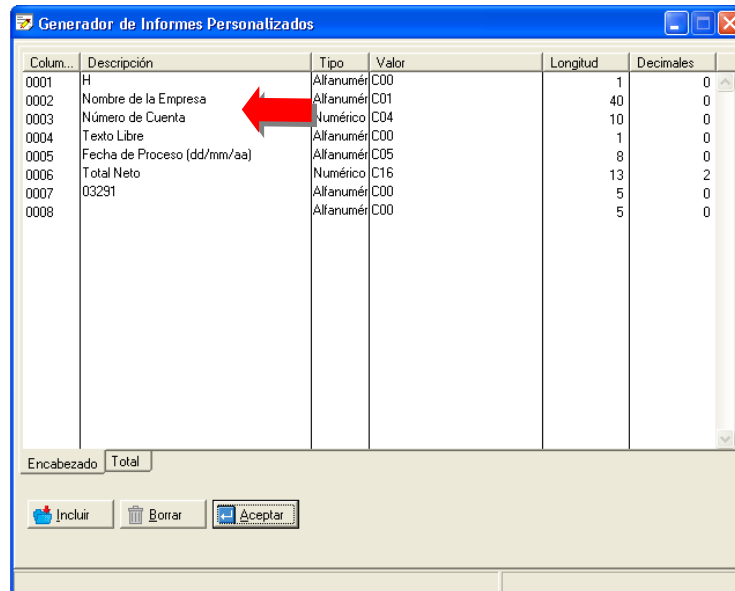 Generador de Informes Personalizados
Colum... Descripción Tipo Valor Longitud Decimales
0001 H Alfanumér C00 1 0
0002 Nombre de la Empresa Alfanumér C01 40 0
0003 Número de Cuenta Numérico C04 10 0
0004 Texto Libre Alfanumér C00 1 0
0005 Fecha de Proceso (dd/mm/aa) Alfanumér C05 8 0
0006 Total Neto Numérico C16 13 2
0007 03291 Alfanumér C00 5 0
0008 Alfanumér C00 5 0
Encabezado Total
Incluir Borrar Aceptar